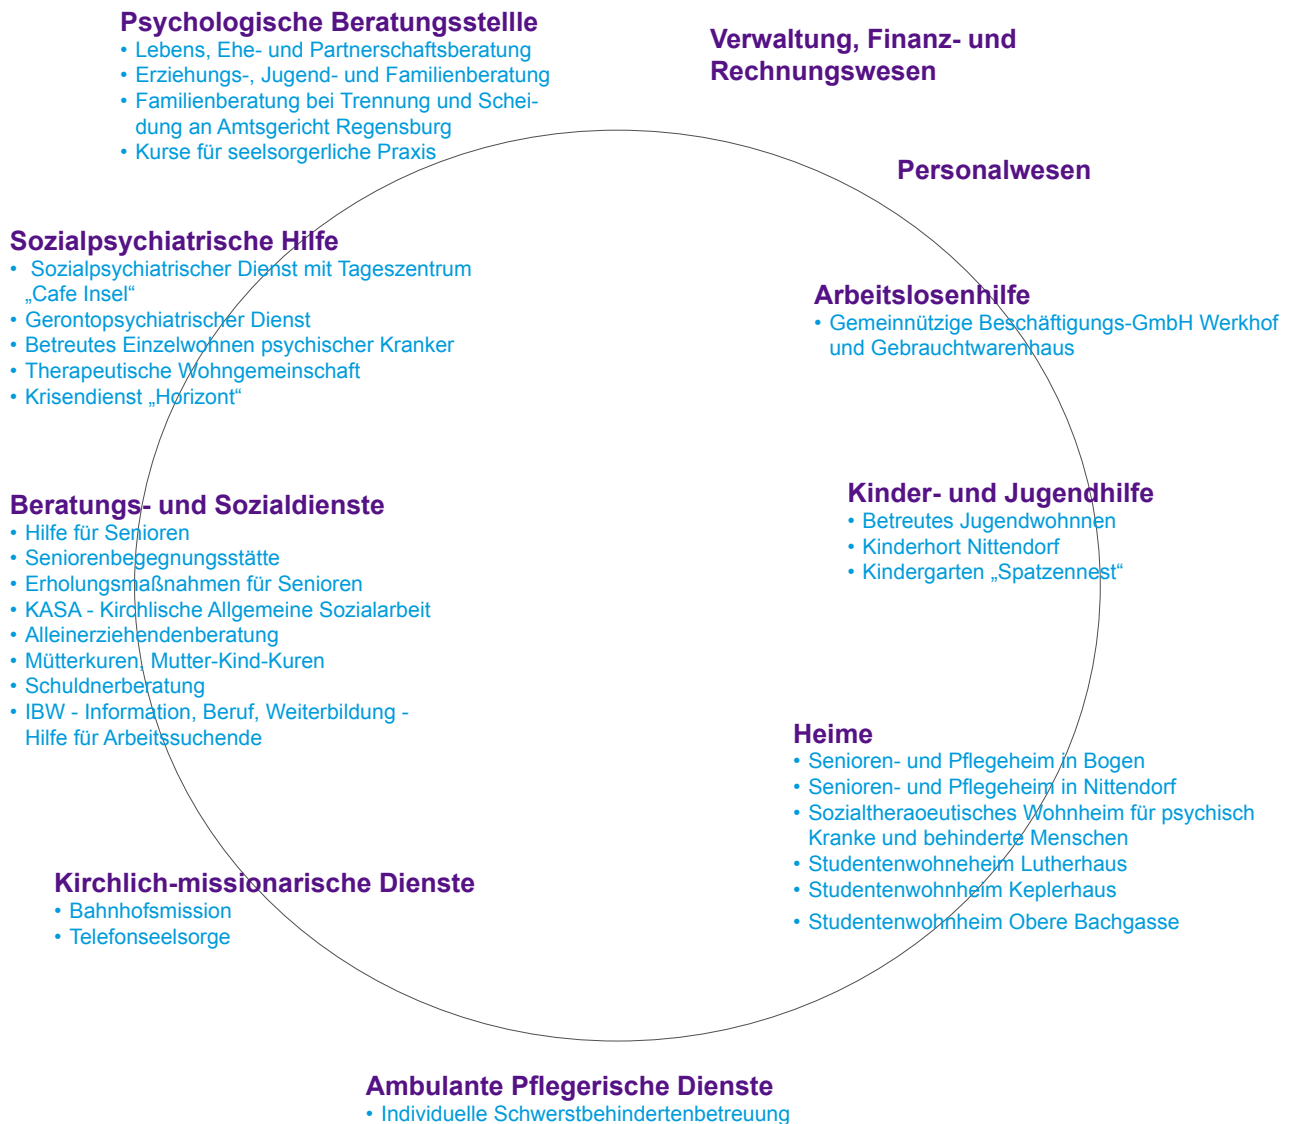 Psychologische Beratungsstellle
• Lebens, Ehe- und Partnerschaftsberatung
• Erziehungs-, Jugend- und Familienberatung
• Familienberatung bei Trennung und Schei-
dung an Amtsgericht Regensburg
• Kurse für seelsorgerliche Praxis
Verwaltung, Finanz- und
Rechnungswesen
Personalwesen
Sozialpsychiatrische Hilfe
• Sozialpsychiatrischer Dienst mit Tageszentrum
„Cafe Insel“
• Gerontopsychiatrischer Dienst
• Betreutes Einzelwohnen psychischer Kranker
• Therapeutische Wohngemeinschaft
• Krisendienst „Horizont“
Arbeitslosenhilfe
• Gemeinnützige Beschäftigungs-GmbH Werkhof
und Gebrauchtwarenhaus
Beratungs- und Sozialdienste
• Hilfe für Senioren
• Seniorenbegegnungsstätte
• Erholungsmaßnahmen für Senioren
• KASA - Kirchlische Allgemeine Sozialarbeit
• Alleinerziehendenberatung
• Mütterkuren, Mutter-Kind-Kuren
• Schuldnerberatung
• IBW - Information, Beruf, Weiterbildung -
Hilfe für Arbeitssuchende
Kinder- und Jugendhilfe
• Betreutes Jugendwohnnen
• Kinderhort Nittendorf
• Kindergarten „Spatzennest“
Heime
• Senioren- und Pflegeheim in Bogen
• Senioren- und Pflegeheim in Nittendorf
• Sozialtheraoeutisches Wohnheim für psychisch
Kranke und behinderte Menschen
• Studentenwohneheim Lutherhaus
• Studentenwohnheim Keplerhaus
• Studentenwohnheim Obere Bachgasse
Kirchlich-missionarische Dienste
• Bahnhofsmission
• Telefonseelsorge
Ambulante Pflegerische Dienste
• Individuelle Schwerstbehindertenbetreuung